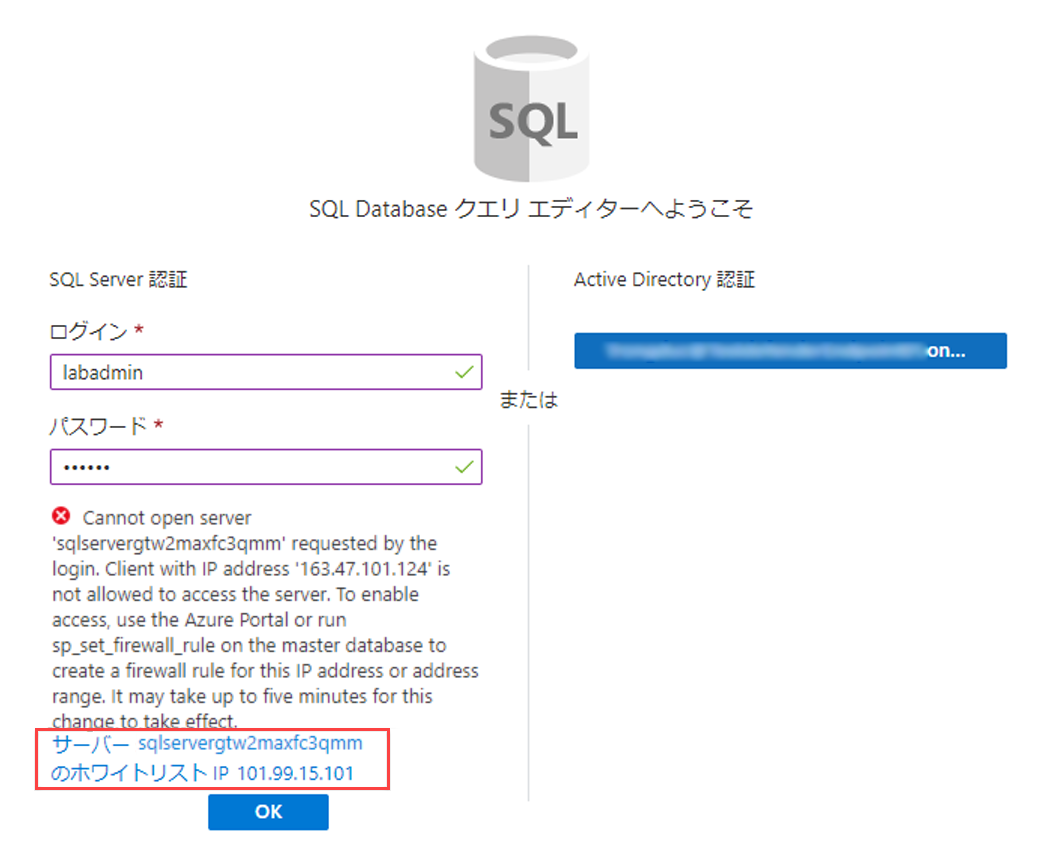 SQL
SQL Database クエリ エディターへようこそ
SQL Server 認証
ログイン *
labadmin
パスワード *
••••••
Cannot open server
'sqlservergtw2maxfc3qmm' requested by the
login. Client with IP address '163.47.101.124' is
not allowed to access the server. To enable
access, use the Azure Portal or run
sp_set_firewall_rule on the master database to
create a firewall rule for this IP address or address
range. It may take up to five minutes for this
change to take effect.
サーバー sqlservergtw2maxfc3qmm
のホワイトリスト IP 101.99.15.101
OK
または
Active Directory 認証
on...